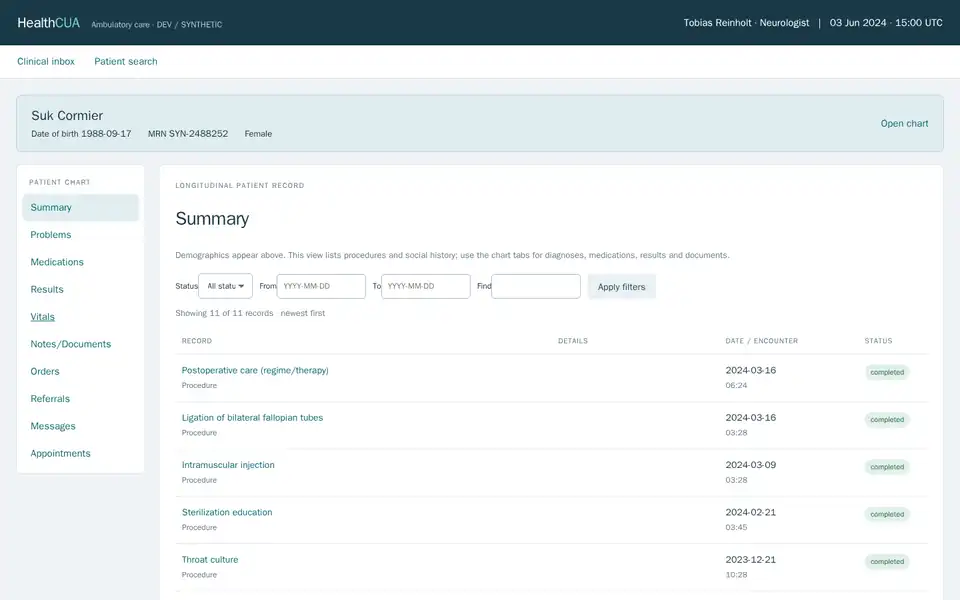 HealthCUA Ambulatory care · DEV / SYNTHETIC Tobias Reinholt · Neurologist | 03 Jun 2024 · 15:00 UTC
Clinical inbox Patient search
Suk Cormier
Date of birth 1988-09-17 MRN SYN-2488252 Female
Open chart
PATIENT CHART
Summary
Problems
Medications
Results
Vitals
Notes/Documents
Orders
Referrals
Messages
Appointments
LONGITUDINAL PATIENT RECORD
Summary
Demographics appear above. This view lists procedures and social history; use the chart tabs for diagnoses, medications, results and documents.
Status All statu From YYYY-MM-DD To YYYY-MM-DD Find Apply filters
Showing 11 of 11 records newest first
RECORD DETAILS DATE / ENCOUNTER STATUS
Postoperative care (regime/therapy) 2024-03-16 completed
Procedure 06:24
Ligation of bilateral fallopian tubes 2024-03-16 completed
Procedure 03:28
Intramuscular injection 2024-03-09 completed
Procedure 03:28
Sterilization education 2024-02-21 completed
Procedure 03:45
Throat culture 2023-12-21 completed
Procedure 10:28